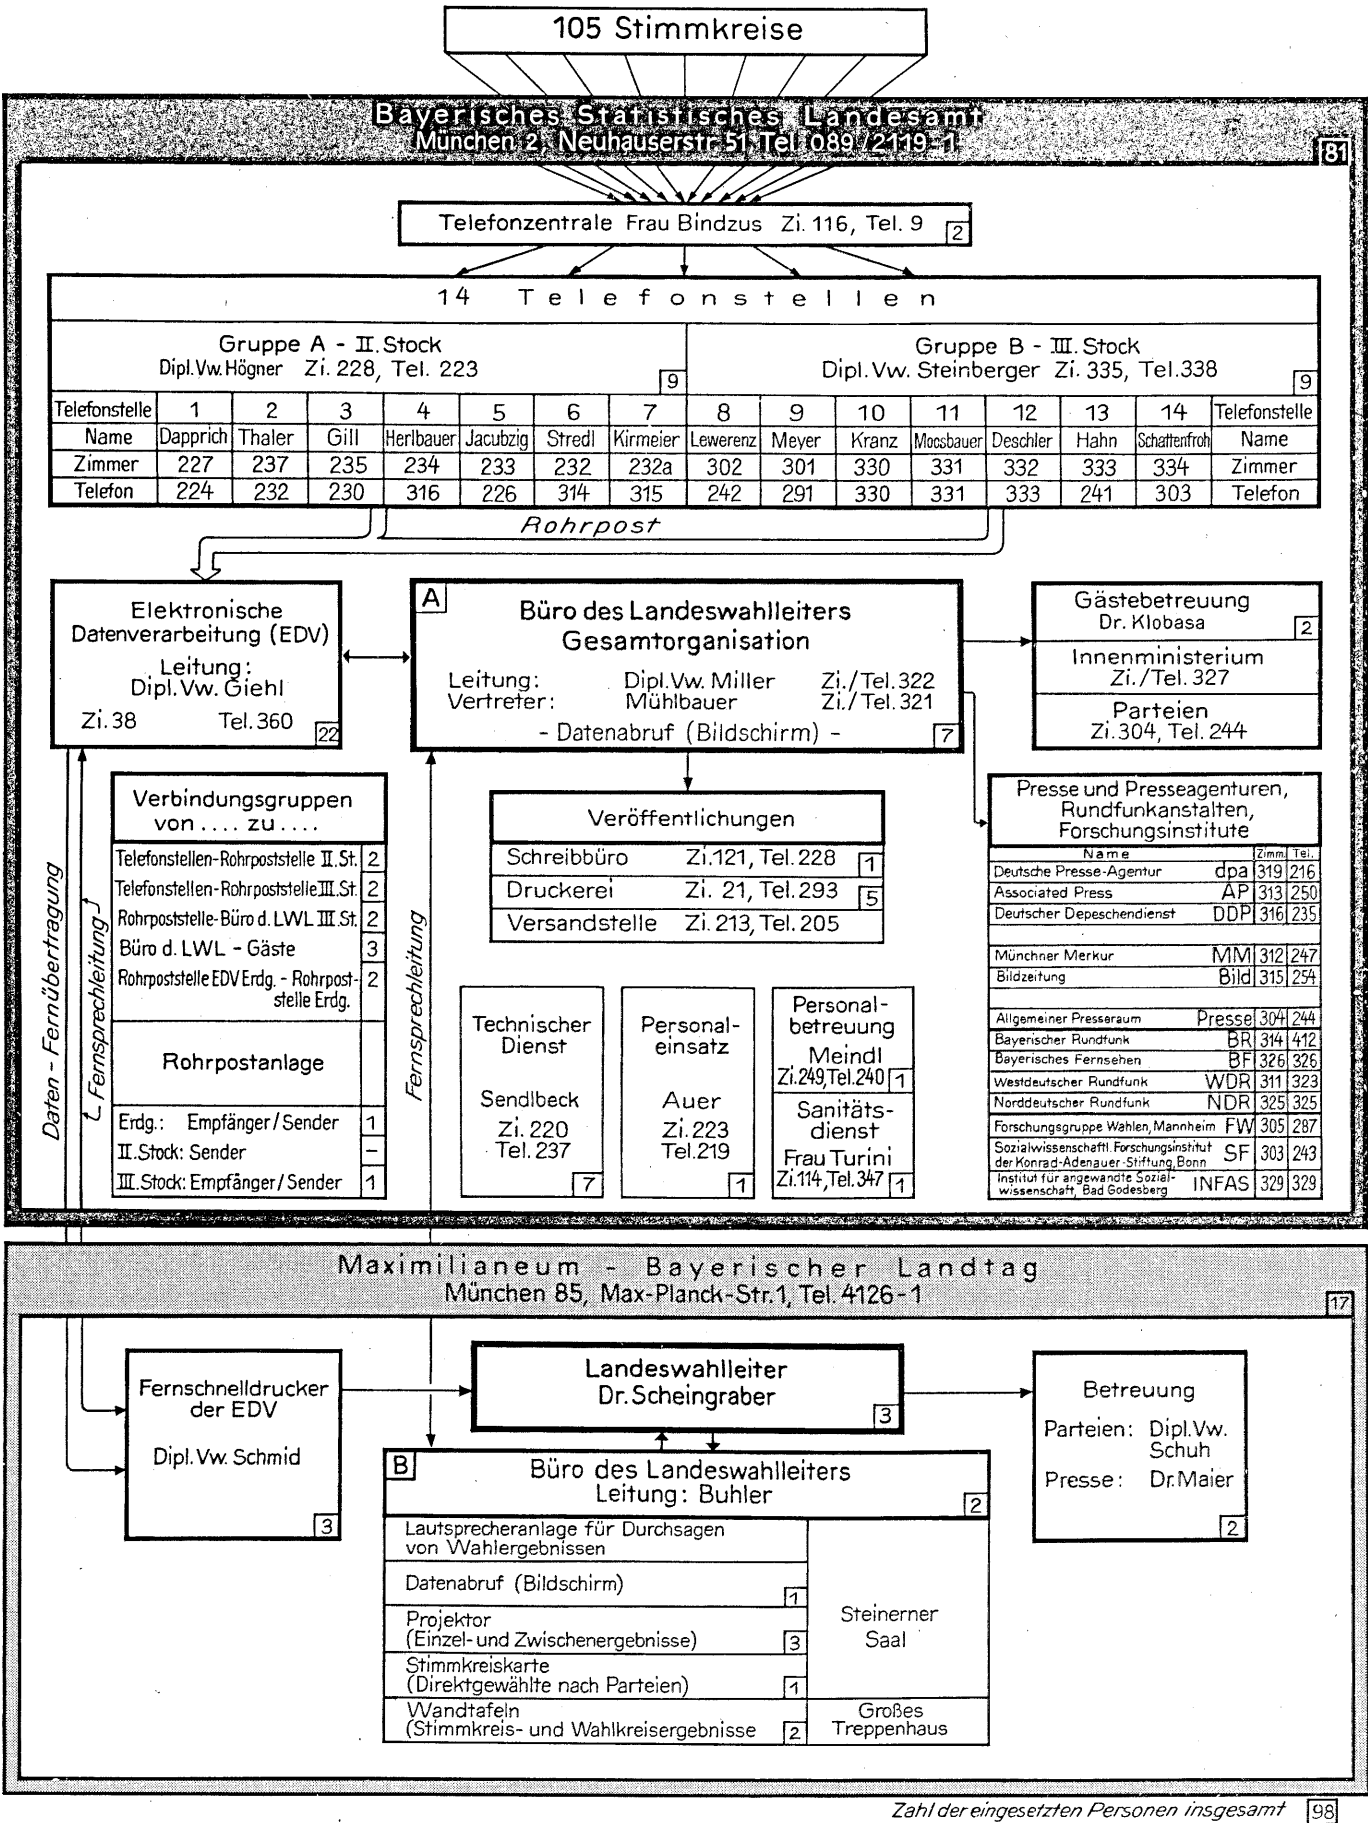 105 Stimmkreise
Bayerisches Statistisches Landesamt
München 2, Neuhauserstr. 51, Tel. 089/2119-1
81
Telefonzentrale Frau Bindzus Zi. 116, Tel. 9 2
14 Telefonstellen
Gruppe A - II. Stock
Dipl. Vw. Högner Zi. 228, Tel. 223
9
Gruppe B - III. Stock
Dipl. Vw. Steinberger Zi. 335, Tel. 338
9
Telefonstelle 1 2 3 4 5 6 7 8 9 10 11 12 13 14 Telefonstelle
Name Dapprich Thaler Gill Herlbauer Jacubzig Stredl Kirmeier Lewerenz Meyer Kranz Moosbauer Deschler Hahn Schattenfroh Name
Zimmer 227 237 235 234 233 232 232a 302 301 330 331 332 333 334 Zimmer
Telefon 224 232 230 316 226 314 315 242 291 330 331 333 241 303 Telefon
Rohrpost
Elektronische
Datenverarbeitung (EDV)
Leitung:
Dipl. Vw. Giehl
Zi. 38 Tel. 360
22
A
Büro des Landeswahlleiters
Gesamtorganisation
Leitung: Dipl. Vw. Miller Zi./Tel. 322
Vertreter: Mühlbauer Zi./Tel. 321
- Datenabruf (Bildschirm) - 7
Gästebetreuung
Dr. Klobasa 2
Innenministerium
Zi./Tel. 327
Parteien
Zi. 304, Tel. 244
Daten - Fernübertragung
Fernsprechleitung
Verbindungsgruppen
von .... zu ....
Telefonstellen-Rohrpoststelle II. St. 2
Telefonstellen-Rohrpoststelle III. St. 2
Rohrpoststelle-Büro d. LWL III. St. 2
Büro d. LWL - Gäste 3
Rohrpoststelle EDV Erdg. - Rohrpost- 2
stelle Erdg.
Rohrpostanlage
Erdg.: Empfänger/Sender 1
II. Stock: Sender –
III. Stock: Empfänger/Sender 1
Fernsprechleitung
Veröffentlichungen
Schreibbüro Zi. 121, Tel. 228 1
Druckerei Zi. 21, Tel. 293 5
Versandstelle Zi. 213, Tel. 205
Technischer
Dienst
Sendlbeck
Zi. 220
Tel. 237
7
Personal-
einsatz
Auer
Zi. 223
Tel. 219
1
Personal-
betreuung
Meindl
Zi. 249, Tel. 240 1
Sanitäts-
dienst
Frau Turini
Zi. 114, Tel. 347 1
Presse und Presseagenturen,
Rundfunkanstalten,
Forschungsinstitute
Name Zimm. Tel.
Deutsche Presse-Agentur dpa 319 216
Associated Press AP 313 250
Deutscher Depeschendienst DDP 316 235
Münchner Merkur MM 312 247
Bildzeitung Bild 315 254
Allgemeiner Presseraum Presse 304 244
Bayerischer Rundfunk BR 314 412
Bayerisches Fernsehen BF 326 326
Westdeutscher Rundfunk WDR 311 323
Norddeutscher Rundfunk NDR 325 325
Forschungsgruppe Wahlen, Mannheim FW 305 287
Sozialwissenschaftl. Forschungsinstitut
der Konrad-Adenauer-Stiftung, Bonn SF 303 243
Institut für angewandte Sozial-
wissenschaft, Bad Godesberg INFAS 329 329
Maximilianeum - Bayerischer Landtag
München 85, Max-Planck-Str. 1, Tel. 4126-1
17
Fernschnelldrucker
der EDV
Dipl. Vw. Schmid
3
Landeswahlleiter
Dr. Scheingraber
3
Betreuung
Parteien: Dipl. Vw.
Schuh
Presse: Dr. Maier
2
B
Büro des Landeswahlleiters
Leitung: Buhler
2
Lautsprecheranlage für Durchsagen
von Wahlergebnissen
Datenabruf (Bildschirm) 1
Projektor
(Einzel- und Zwischenergebnisse) 3
Stimmkreiskarte
(Direktgewählte nach Parteien) 1
Steinerner
Saal
Wandtafeln
(Stimmkreis- und Wahlkreisergebnisse 2
Großes
Treppenhaus
Zahl der eingesetzten Personen insgesamt 98